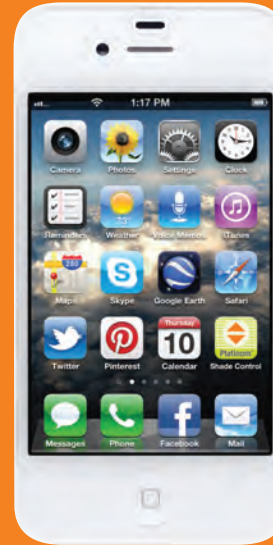 1:17 PM
Camera Photos Settings Clock
Reminders Weather Voice Memos iTunes
280
Maps Skype Google Earth Safari
Thursday
10
Platinum
Twitter Pinterest Calendar Shade Control
Messages Phone Facebook Mail